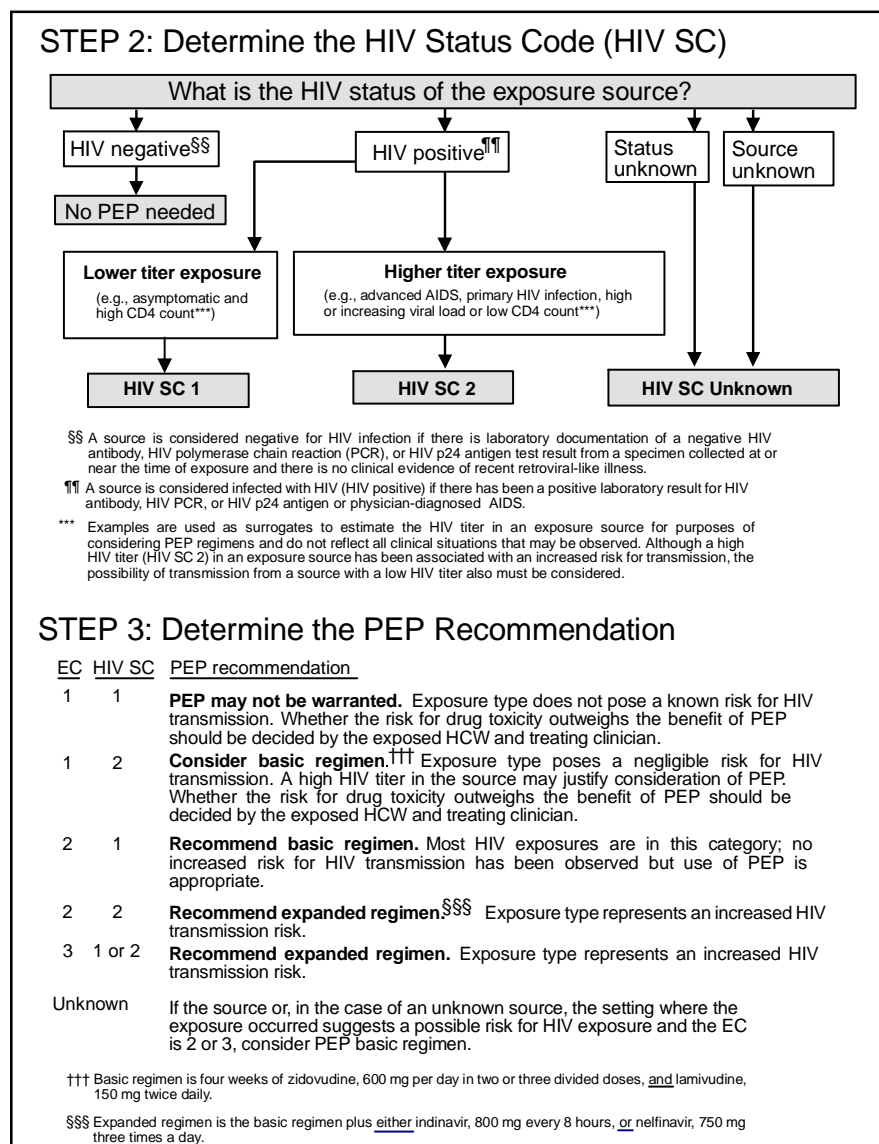 STEP 2: Determine the HIV Status Code (HIV SC)
What is the HIV status of the exposure source?
HIV negative§§
HIV positive¶¶
Status
unknown
Source
unknown
No PEP needed
Lower titer exposure
(e.g., asymptomatic and
high CD4 count***)
Higher titer exposure
(e.g., advanced AIDS, primary HIV infection, high
or increasing viral load or low CD4 count***)
HIV SC 1
HIV SC 2
HIV SC Unknown
§§ A source is considered negative for HIV infection if there is laboratory documentation of a negative HIV
antibody, HIV polymerase chain reaction (PCR), or HIV p24 antigen test result from a specimen collected at or
near the time of exposure and there is no clinical evidence of recent retroviral-like illness.
¶¶ A source is considered infected with HIV (HIV positive) if there has been a positive laboratory result for HIV
antibody, HIV PCR, or HIV p24 antigen or physician-diagnosed AIDS.
*** Examples are used as surrogates to estimate the HIV titer in an exposure source for purposes of
considering PEP regimens and do not reflect all clinical situations that may be observed. Although a high
HIV titer (HIV SC 2) in an exposure source has been associated with an increased risk for transmission, the
possibility of transmission from a source with a low HIV titer also must be considered.
STEP 3: Determine the PEP Recommendation
EC HIV SC PEP recommendation
1 1 PEP may not be warranted. Exposure type does not pose a known risk for HIV
transmission. Whether the risk for drug toxicity outweighs the benefit of PEP
should be decided by the exposed HCW and treating clinician.
1 2 Consider basic regimen.††† Exposure type poses a negligible risk for HIV
transmission. A high HIV titer in the source may justify consideration of PEP.
Whether the risk for drug toxicity outweighs the benefit of PEP should be
decided by the exposed HCW and treating clinician.
2 1 Recommend basic regimen. Most HIV exposures are in this category; no
increased risk for HIV transmission has been observed but use of PEP is
appropriate.
2 2 Recommend expanded regimen.§§§ Exposure type represents an increased HIV
transmission risk.
3 1 or 2 Recommend expanded regimen. Exposure type represents an increased HIV
transmission risk.
Unknown If the source or, in the case of an unknown source, the setting where the
exposure occurred suggests a possible risk for HIV exposure and the EC
is 2 or 3, consider PEP basic regimen.
††† Basic regimen is four weeks of zidovudine, 600 mg per day in two or three divided doses, and lamivudine,
150 mg twice daily.
§§§ Expanded regimen is the basic regimen plus either indinavir, 800 mg every 8 hours, or nelfinavir, 750 mg
three times a day.